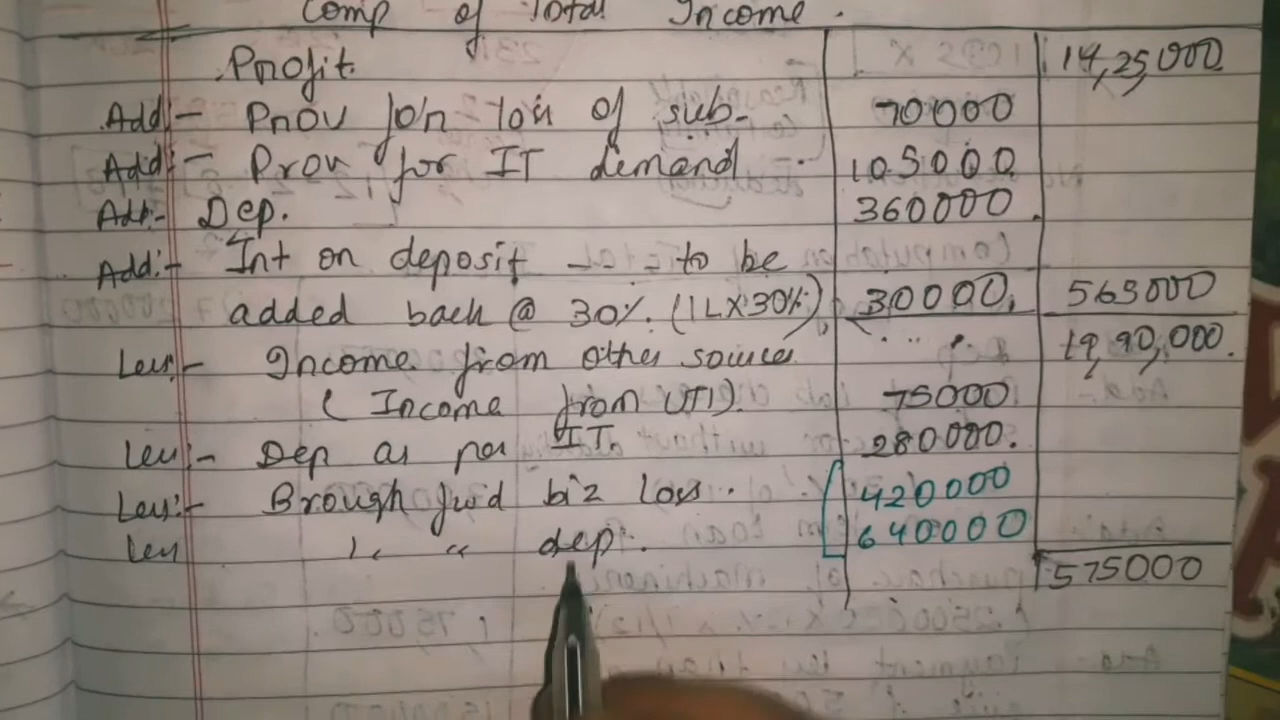 Comp of Total Income.
Profit. 14,25,000
Add:- Prov for loss of sub- 70000
Add:- Prov for IT demand - 105000
Add:- Dep. 360000
Add:- Int on deposit - - - to be
added back @ 30%. (1L×30%) 30000, 565000
19,90,000.
Less:- Income from other sources
(Income from UTI). 75000
Less:- Dep as per IT 280000.
Less:- Brough fwd biz loss.. 420000
Less " " dep. 640000
575000